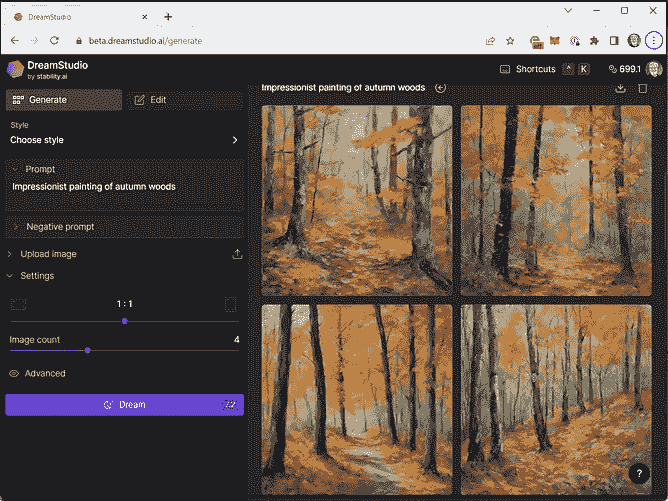 DreamStudio
beta.dreamstudio.ai/generate
DreamStudio
by stability.ai
Shortcuts ^ K
699.1
Generate
Edit
Style
Choose style
Prompt
Impressionist painting of autumn woods
Negative prompt
Upload image
Settings
1 : 1
Image count
4
Advanced
Dream
7.2
Impressionist painting of autumn woods
?